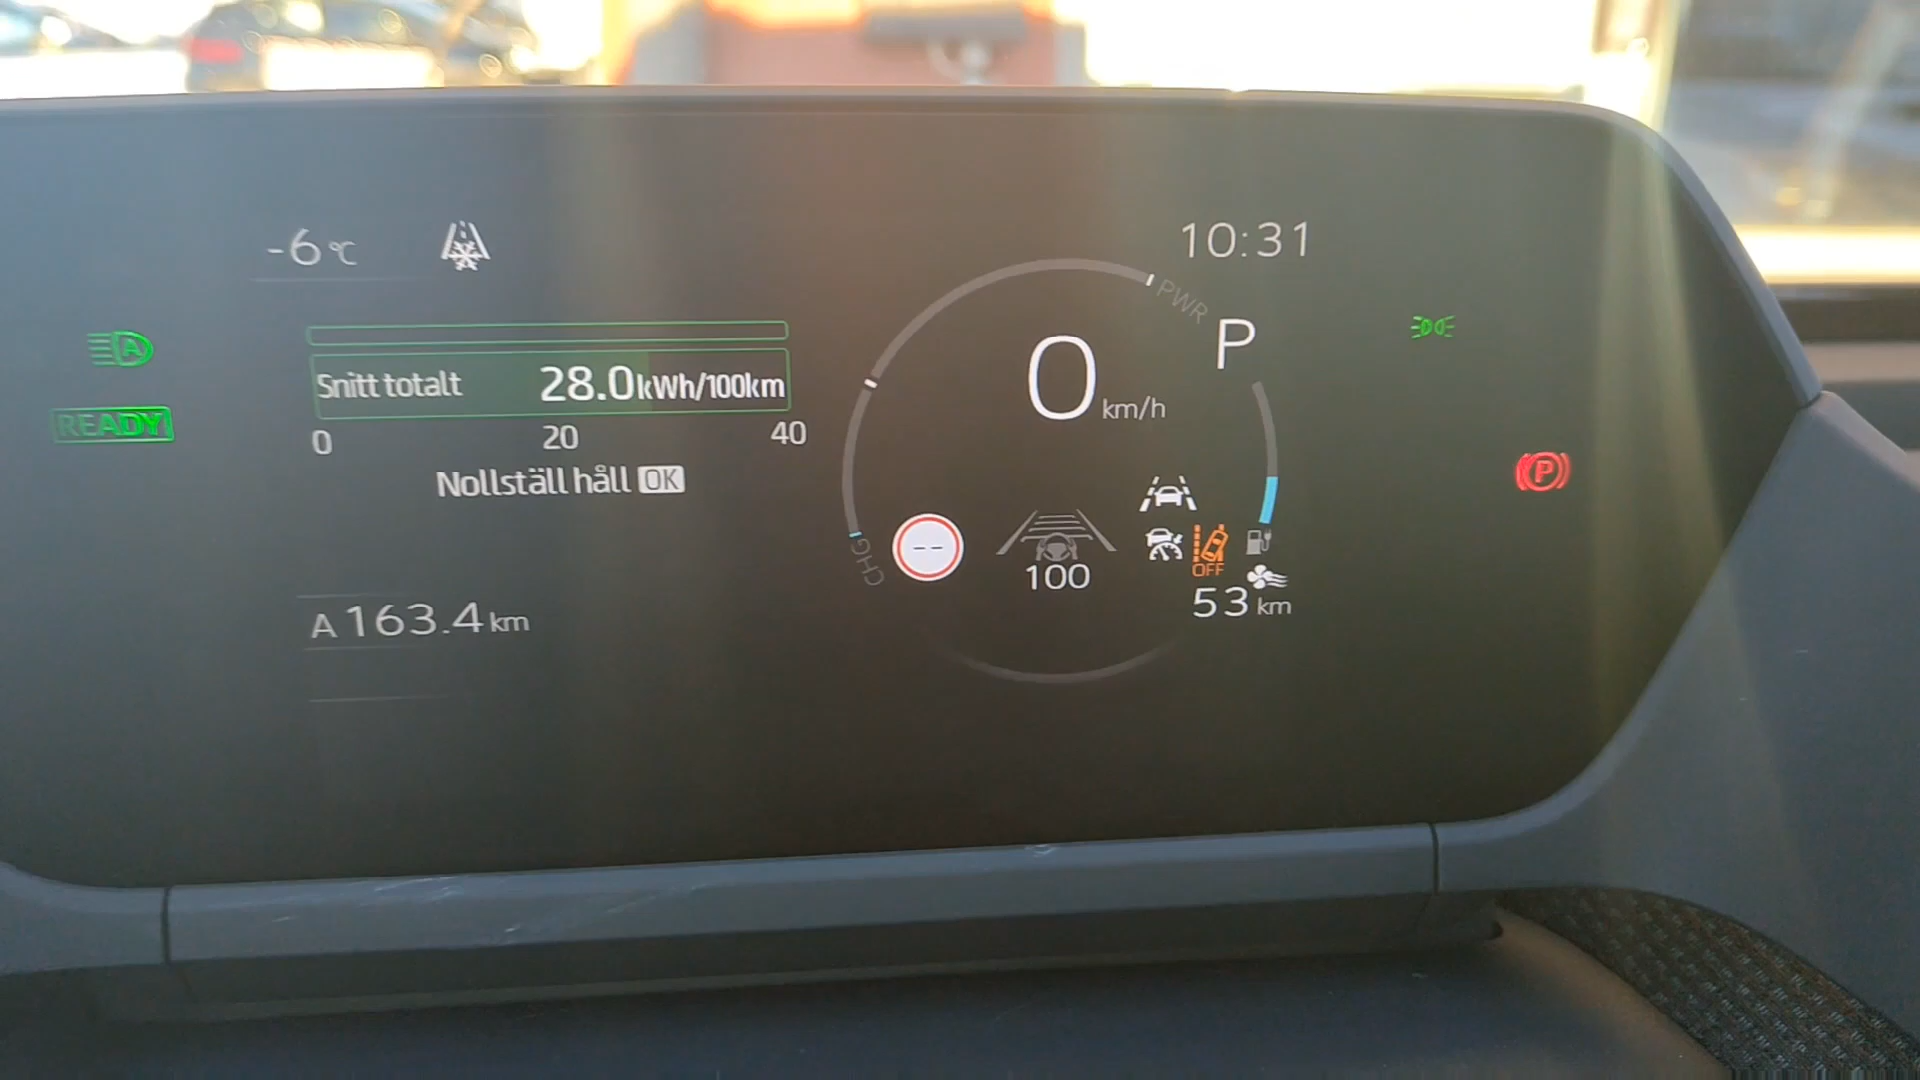 -6°C
10:31
PWR
A
P
0 km/h
Snitt totalt 28.0 kWh/100km
READY
0 20 40
Nollställ håll OK
P
--
OFF
CHG
100
53 km
A 163.4 km